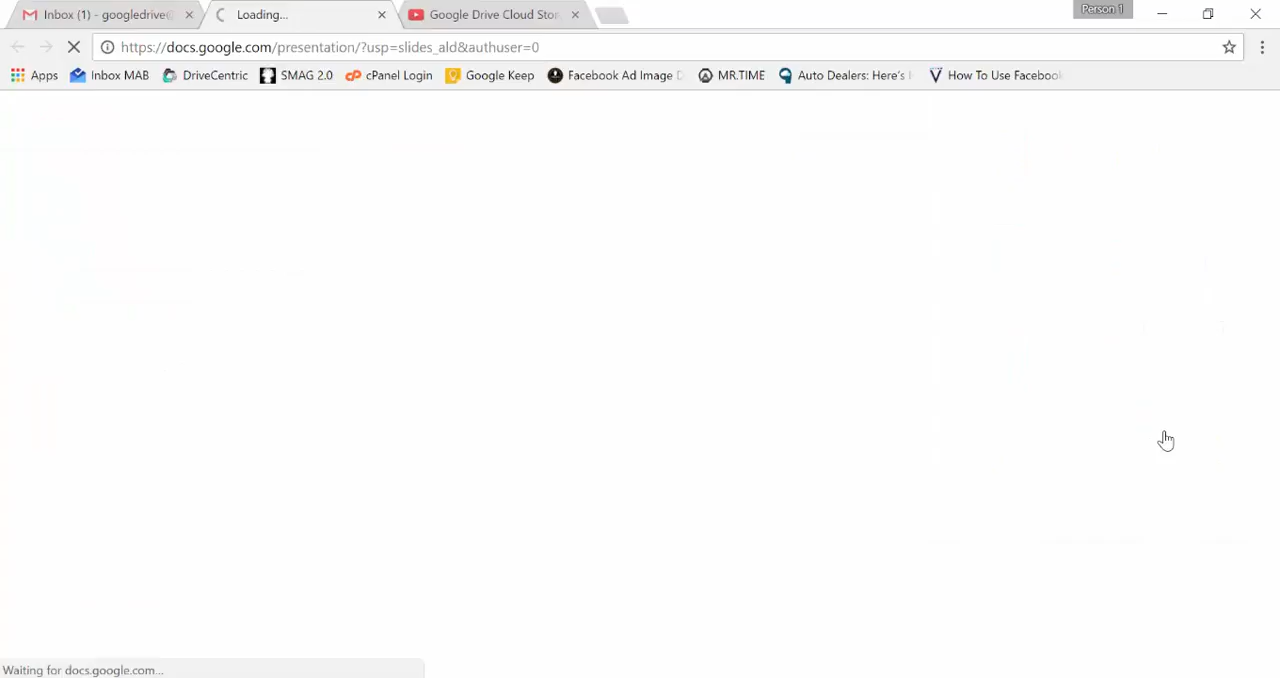 Inbox (1) - googledrive@
Loading...
Google Drive Cloud Stor
Person 1
https://docs.google.com/presentation/?usp=slides_ald&authuser=0
Apps
Inbox MAB
DriveCentric
SMAG 2.0
cPanel Login
Google Keep
Facebook Ad Image
MR.TIME
Auto Dealers: Here's
How To Use Facebook
Waiting for docs.google.com...